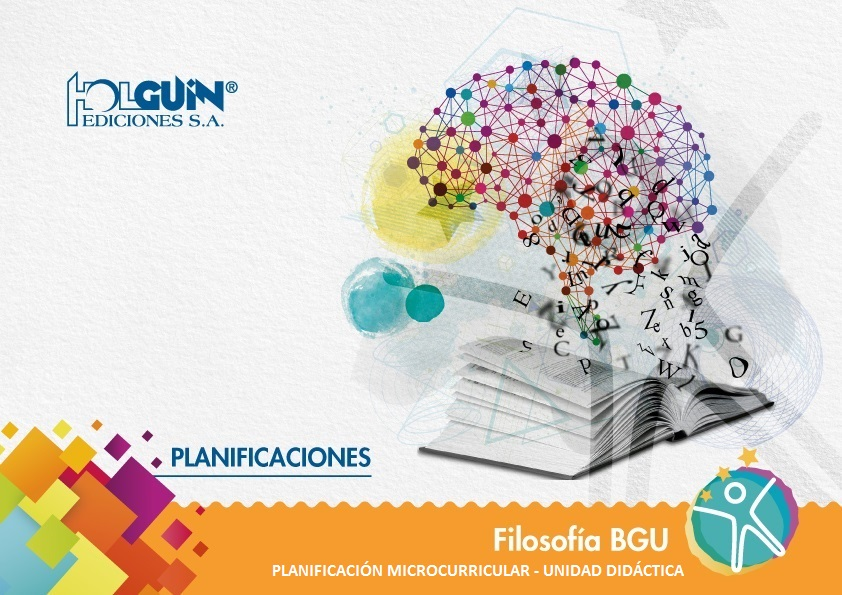 HOLGUÍN®
EDICIONES S.A.
PLANIFICACIONES
Filosofía BGU
PLANIFICACIÓN MICROCURRICULAR - UNIDAD DIDÁCTICA